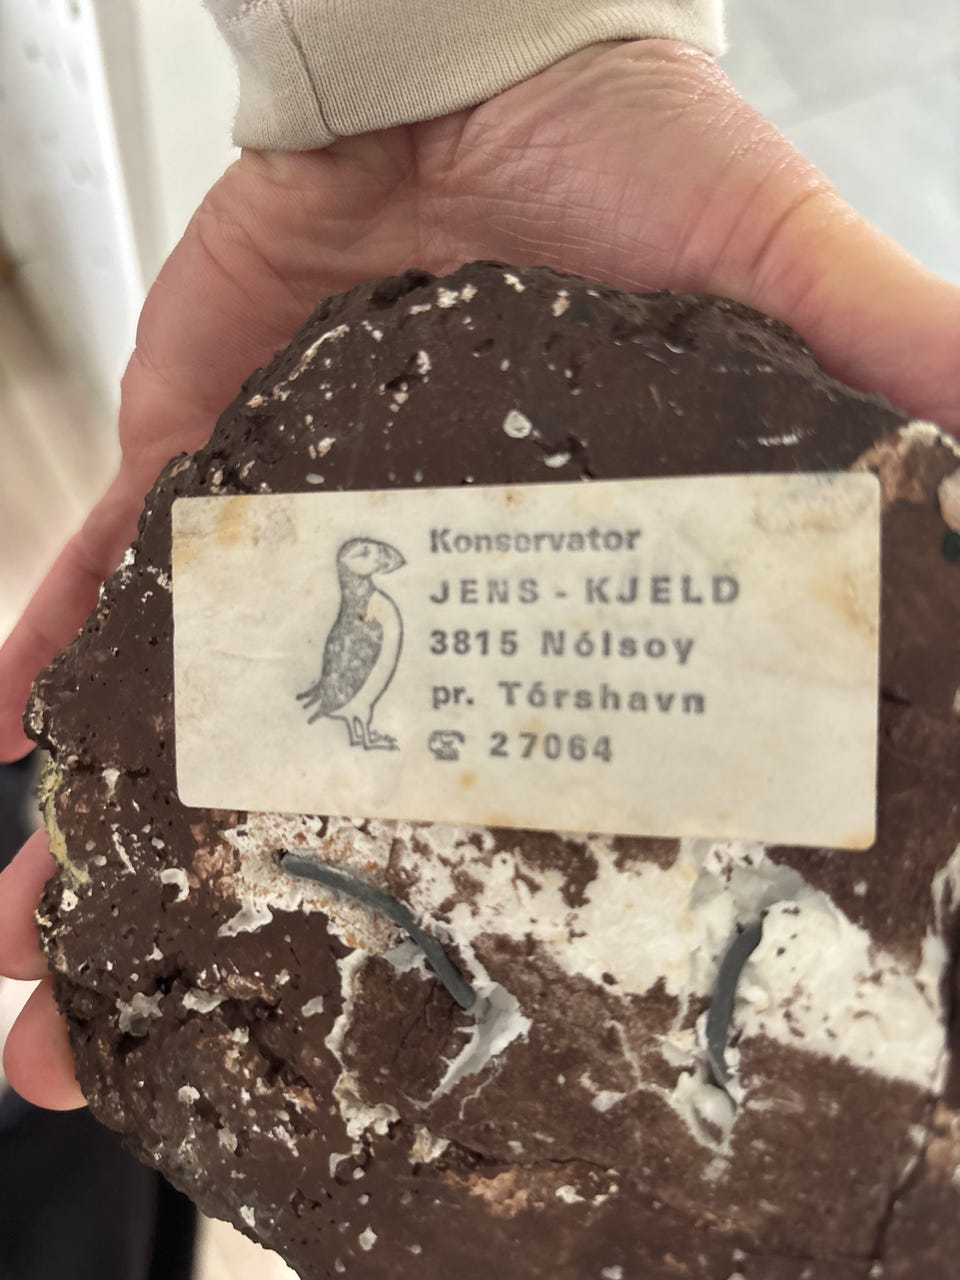 Konservator
JENS - KJELD
3815 Nólsoy
pr. Tórshavn
☎ 27064